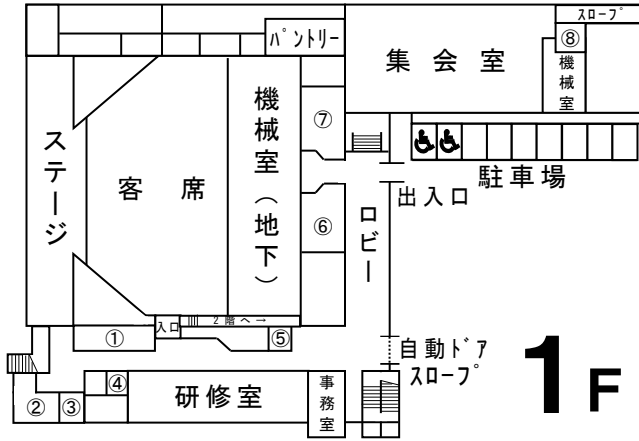 スロープ
パントリー
集会室
⑧
機械室
⑦
機械室（地下）
ステージ
客席
駐車場
出入口
⑥
ロビー
入口
2階へ→
①
⑤
自動ドア
スロープ
1F
④
研修室
事務室
②
③